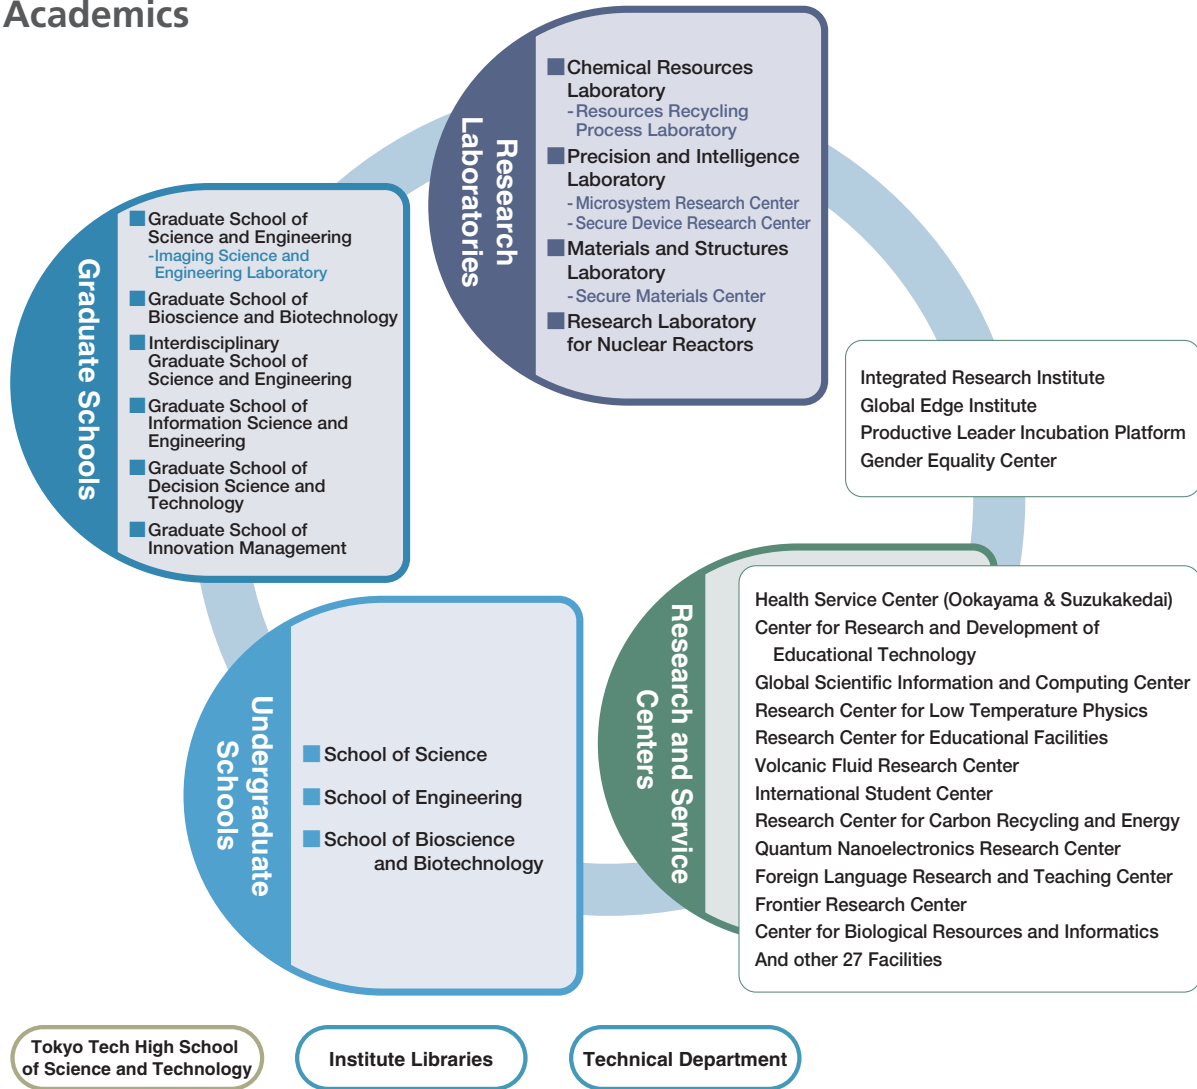 Academics
Research
Laboratories
Chemical Resources
Laboratory
- Resources Recycling
Process Laboratory
Precision and Intelligence
Laboratory
- Microsystem Research Center
- Secure Device Research Center
Materials and Structures
Laboratory
- Secure Materials Center
Research Laboratory
for Nuclear Reactors
Graduate Schools
Graduate School of
Science and Engineering
- Imaging Science and
Engineering Laboratory
Graduate School of
Bioscience and Biotechnology
Interdisciplinary
Graduate School of
Science and Engineering
Graduate School of
Information Science and
Engineering
Graduate School of
Decision Science and
Technology
Graduate School of
Innovation Management
Integrated Research Institute
Global Edge Institute
Productive Leader Incubation Platform
Gender Equality Center
Undergraduate
Schools
School of Science
School of Engineering
School of Bioscience
and Biotechnology
Research and Service
Centers
Health Service Center (Ookayama & Suzukakedai)
Center for Research and Development of
Educational Technology
Global Scientific Information and Computing Center
Research Center for Low Temperature Physics
Research Center for Educational Facilities
Volcanic Fluid Research Center
International Student Center
Research Center for Carbon Recycling and Energy
Quantum Nanoelectronics Research Center
Foreign Language Research and Teaching Center
Frontier Research Center
Center for Biological Resources and Informatics
And other 27 Facilities
Tokyo Tech High School
of Science and Technology
Institute Libraries
Technical Department